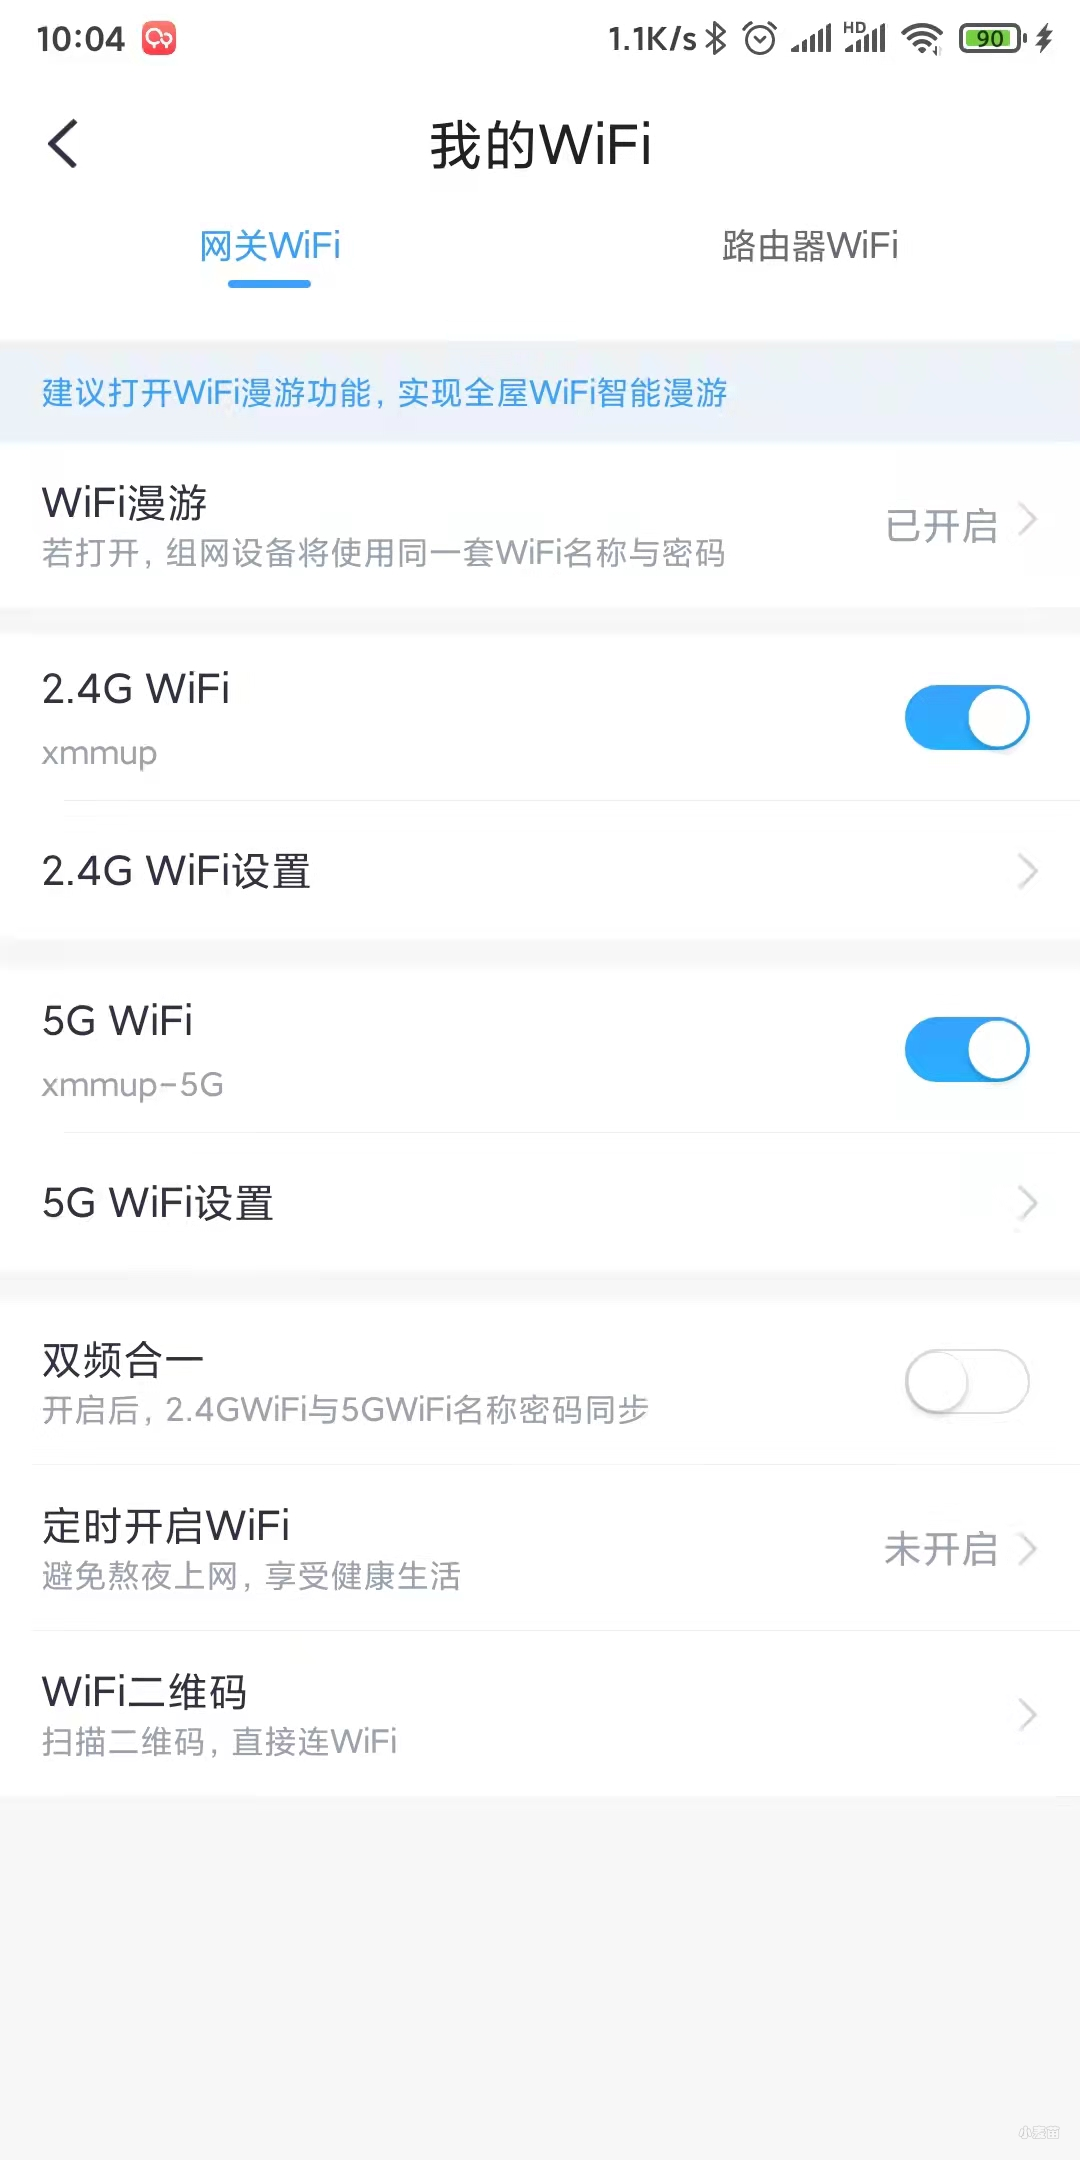 10:04
1.1K/s
HD
90
我的WiFi
网关WiFi
路由器WiFi
建议打开WiFi漫游功能，实现全屋WiFi智能漫游
WiFi漫游
若打开，组网设备将使用同一套WiFi名称与密码
已开启
2.4G WiFi
xmmup
2.4G WiFi设置
5G WiFi
xmmup-5G
5G WiFi设置
双频合一
开启后，2.4GWiFi与5GWiFi名称密码同步
定时开启WiFi
避免熬夜上网，享受健康生活
未开启
WiFi二维码
扫描二维码，直接连WiFi
小麦苗